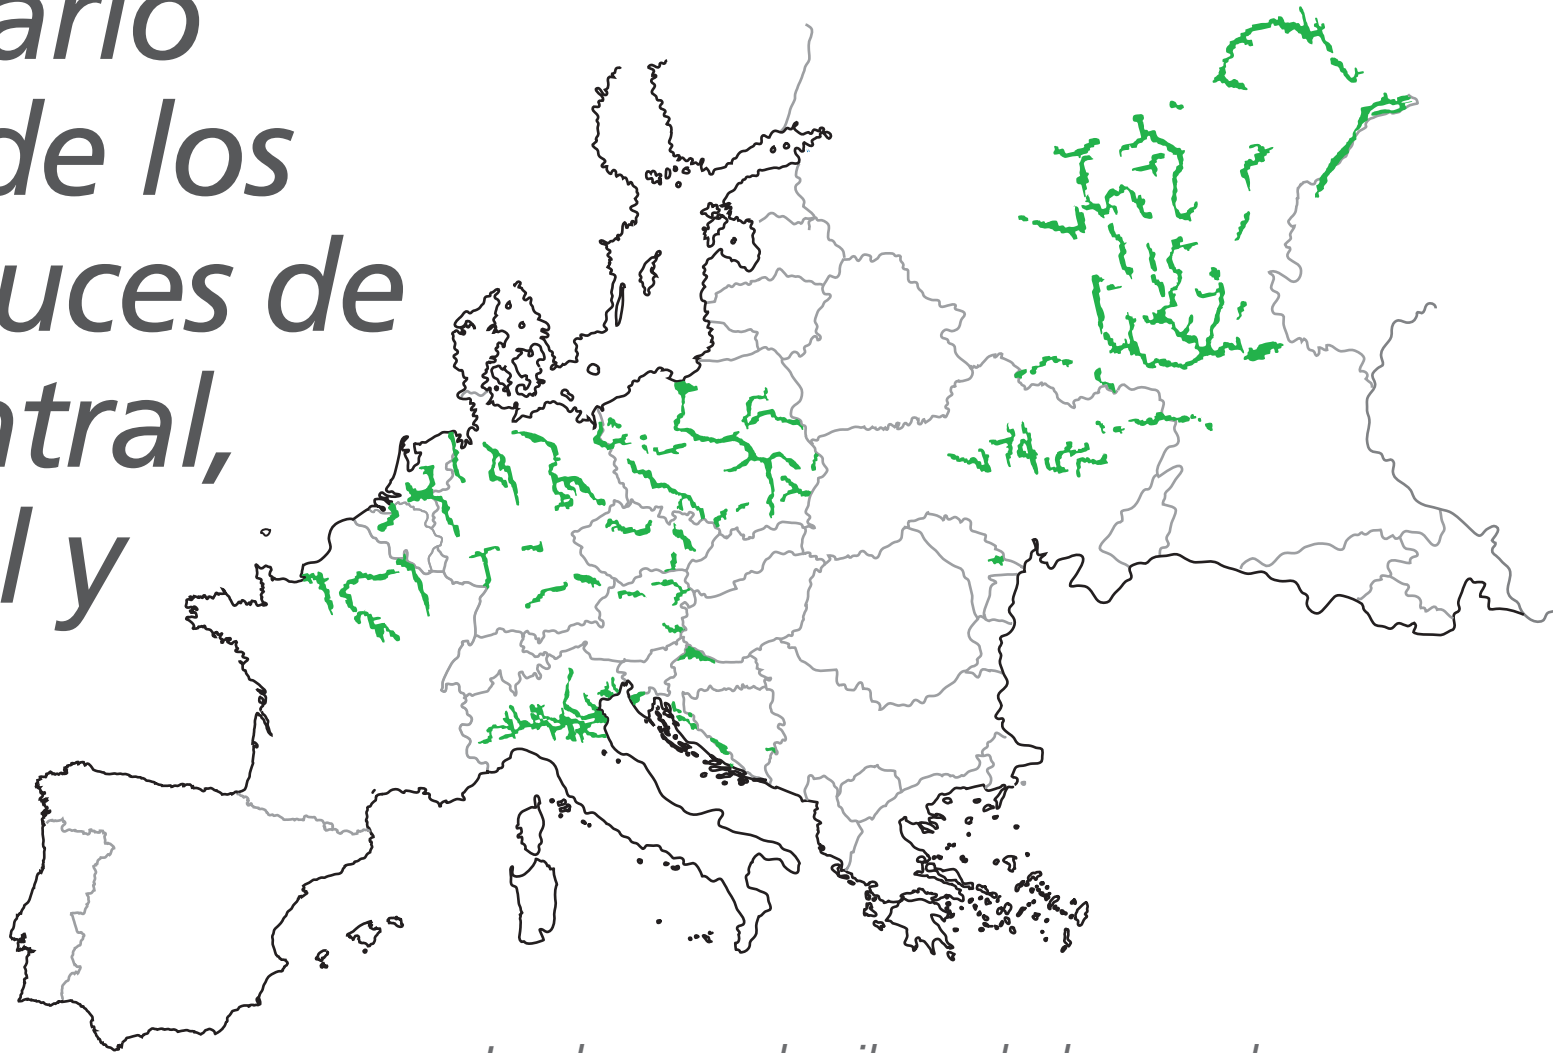 ario
de los
uces de
ntral,
l y